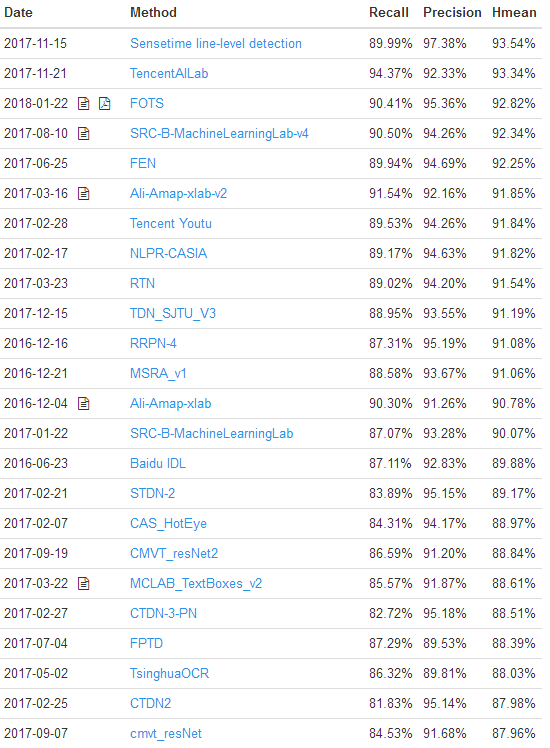 Date Method Recall Precision Hmean
2017-11-15 Sensetime line-level detection 89.99% 97.38% 93.54%
2017-11-21 TencentAILab 94.37% 92.33% 93.34%
2018-01-22 FOTS 90.41% 95.36% 92.82%
2017-08-10 SRC-B-MachineLearningLab-v4 90.50% 94.26% 92.34%
2017-06-25 FEN 89.94% 94.69% 92.25%
2017-03-16 Ali-Amap-xlab-v2 91.54% 92.16% 91.85%
2017-02-28 Tencent Youtu 89.53% 94.26% 91.84%
2017-02-17 NLPR-CASIA 89.17% 94.63% 91.82%
2017-03-23 RTN 89.02% 94.20% 91.54%
2017-12-15 TDN_SJTU_V3 88.95% 93.55% 91.19%
2016-12-16 RRPN-4 87.31% 95.19% 91.08%
2016-12-21 MSRA_v1 88.58% 93.67% 91.06%
2016-12-04 Ali-Amap-xlab 90.30% 91.26% 90.78%
2017-01-22 SRC-B-MachineLearningLab 87.07% 93.28% 90.07%
2016-06-23 Baidu IDL 87.11% 92.83% 89.88%
2017-02-21 STDN-2 83.89% 95.15% 89.17%
2017-02-07 CAS_HotEye 84.31% 94.17% 88.97%
2017-09-19 CMVT_resNet2 86.59% 91.20% 88.84%
2017-03-22 MCLAB_TextBoxes_v2 85.57% 91.87% 88.61%
2017-02-27 CTDN-3-PN 82.72% 95.18% 88.51%
2017-07-04 FPTD 87.29% 89.53% 88.39%
2017-05-02 TsinghuaOCR 86.32% 89.81% 88.03%
2017-02-25 CTDN2 81.83% 95.14% 87.98%
2017-09-07 cmvt_resNet 84.53% 91.68% 87.96%